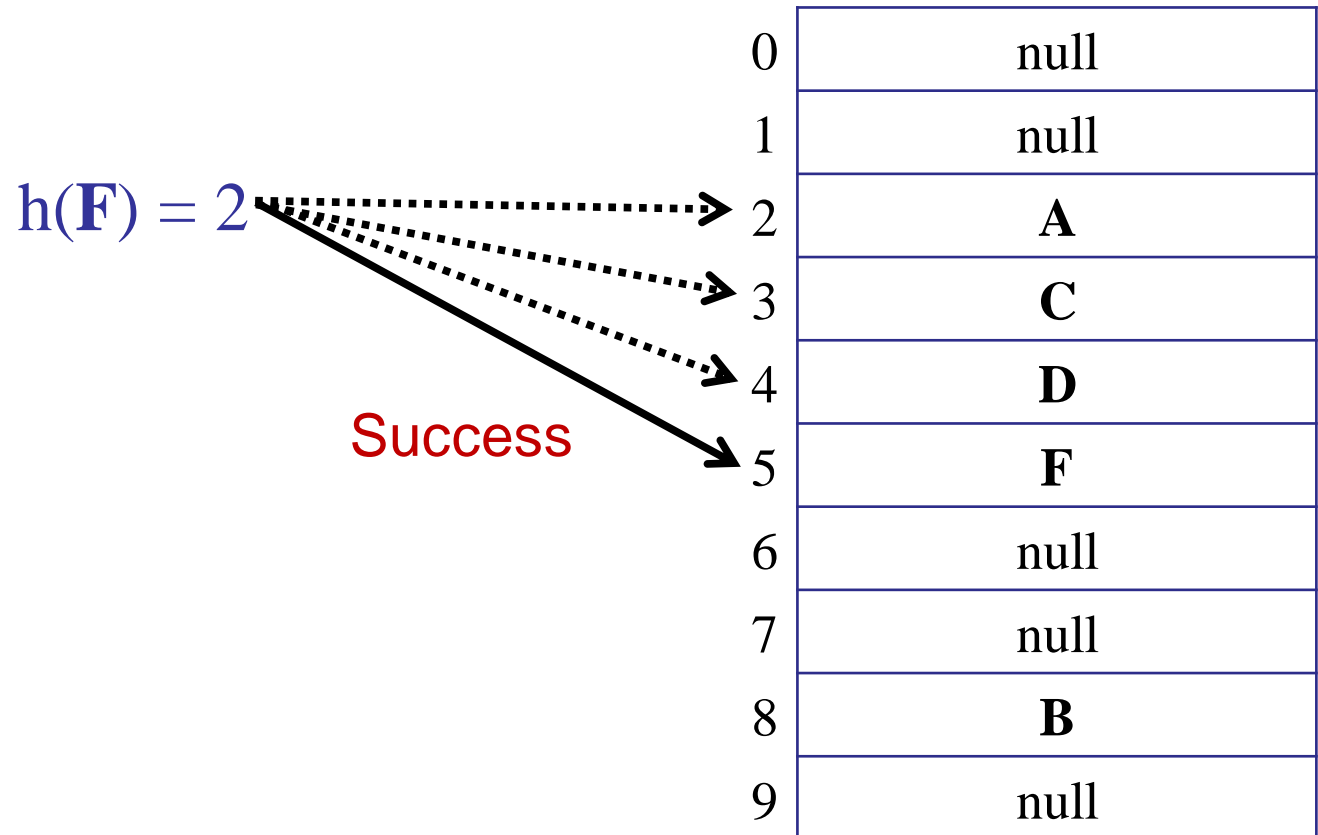 0 null
1 null
h(F) = 2
2 A
3 C
4 D
Success
5 F
6 null
7 null
8 B
9 null